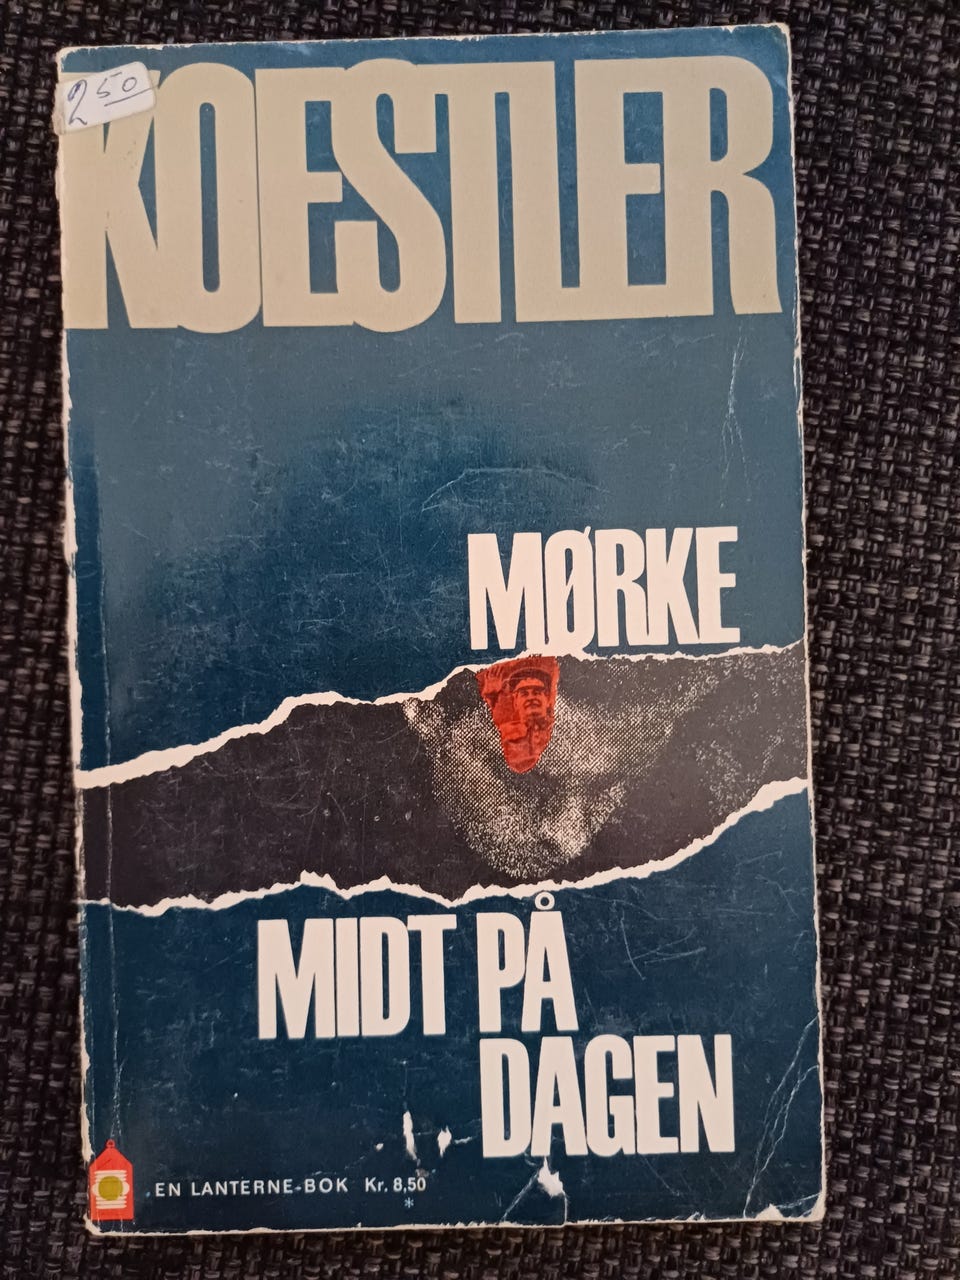 2 50
KOESTLER
MØRKE
MIDT PÅ
DAGEN
EN LANTERNE-BOK Kr. 8,50
*